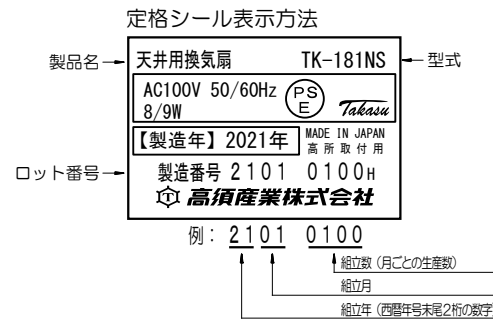 定格シール表示方法
製品名
天井用換気扇 TK-181NS
型式
AC100V 50/60Hz
8/9W
PS
E
Takasu
【製造年】2021年
MADE IN JAPAN
高所取付用
ロット番号
製造番号 2101 0100H
高須産業株式会社
例: 2101 0100
組立数(月ごとの生産数)
組立月
組立年(西暦年号末尾2桁の数字